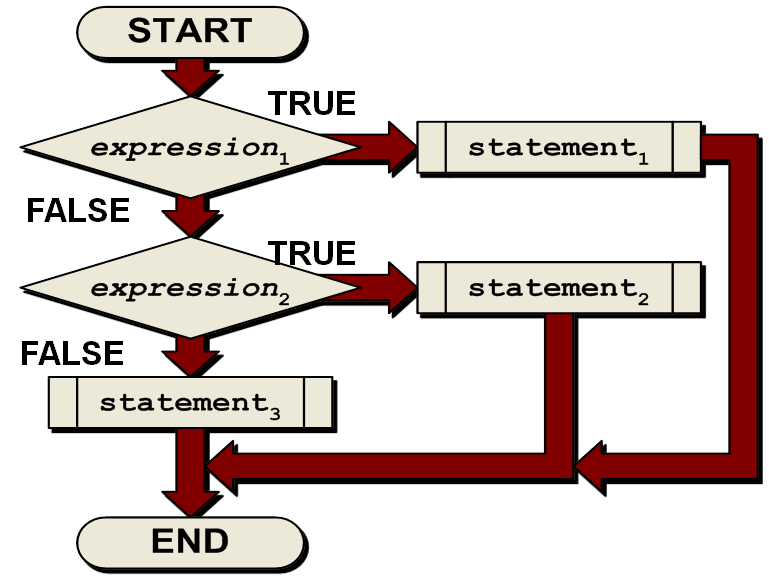 START
TRUE
expression₁
statement₁
FALSE
TRUE
expression₂
statement₂
FALSE
statement₃
END